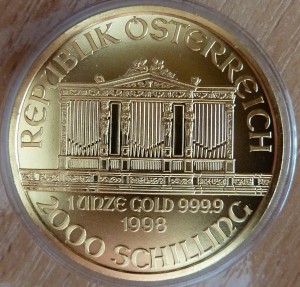 REPUBLIK ÖSTERREICH
1 UNZE GOLD 999.9
1998
2000 SCHILLING